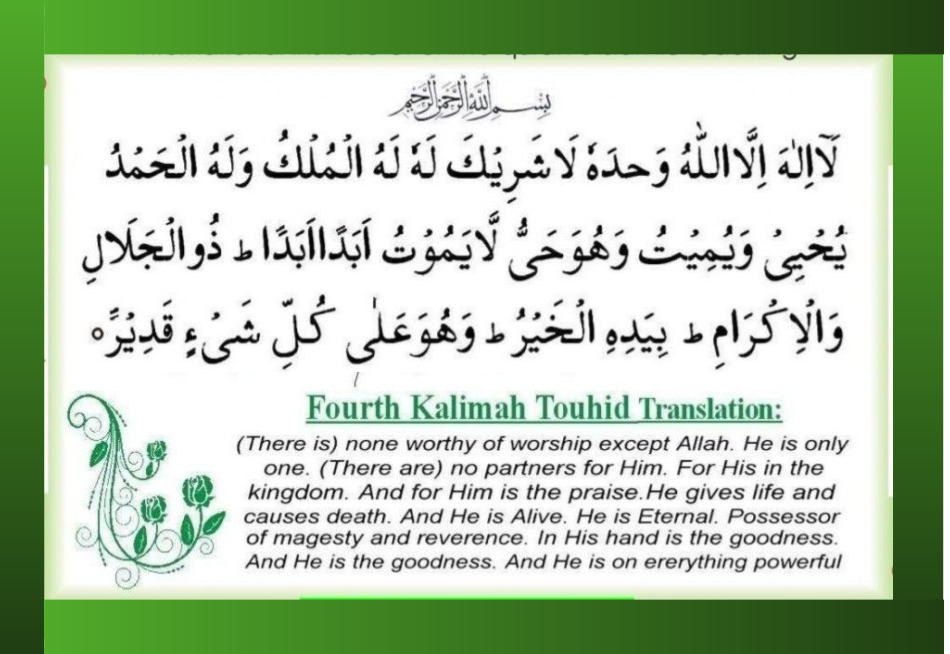 بِسْمِ اللهِ الرَّحْمٰنِ الرَّحِيْمِ
لَآاِلٰهَ اِلَّااللّٰهُ وَحدَهٗ لَاشَرِيْكَ لَهٗ لَهُ الْمُلْكُ وَلَهُ الْحَمْدُ
يُحْيِىْ وَيُمِيْتُ وَهُوَحَىُّ لَّايَمُوْتُ اَبَدًااَبَدًا ط ذُوالْجَلَالِ
وَالْاِكْرَامِ ط بِيَدِهِ الْخَيْرُ ط وَهُوَعَلٰى كُلِّ شَىْءٍ قَدِيْرٌ ه
Fourth Kalimah Touhid Translation:
(There is) none worthy of worship except Allah. He is only
one. (There are) no partners for Him. For His in the
kingdom. And for Him is the praise.He gives life and
causes death. And He is Alive. He is Eternal. Possessor
of magesty and reverence. In His hand is the goodness.
And He is the goodness. And He is on ererything powerful